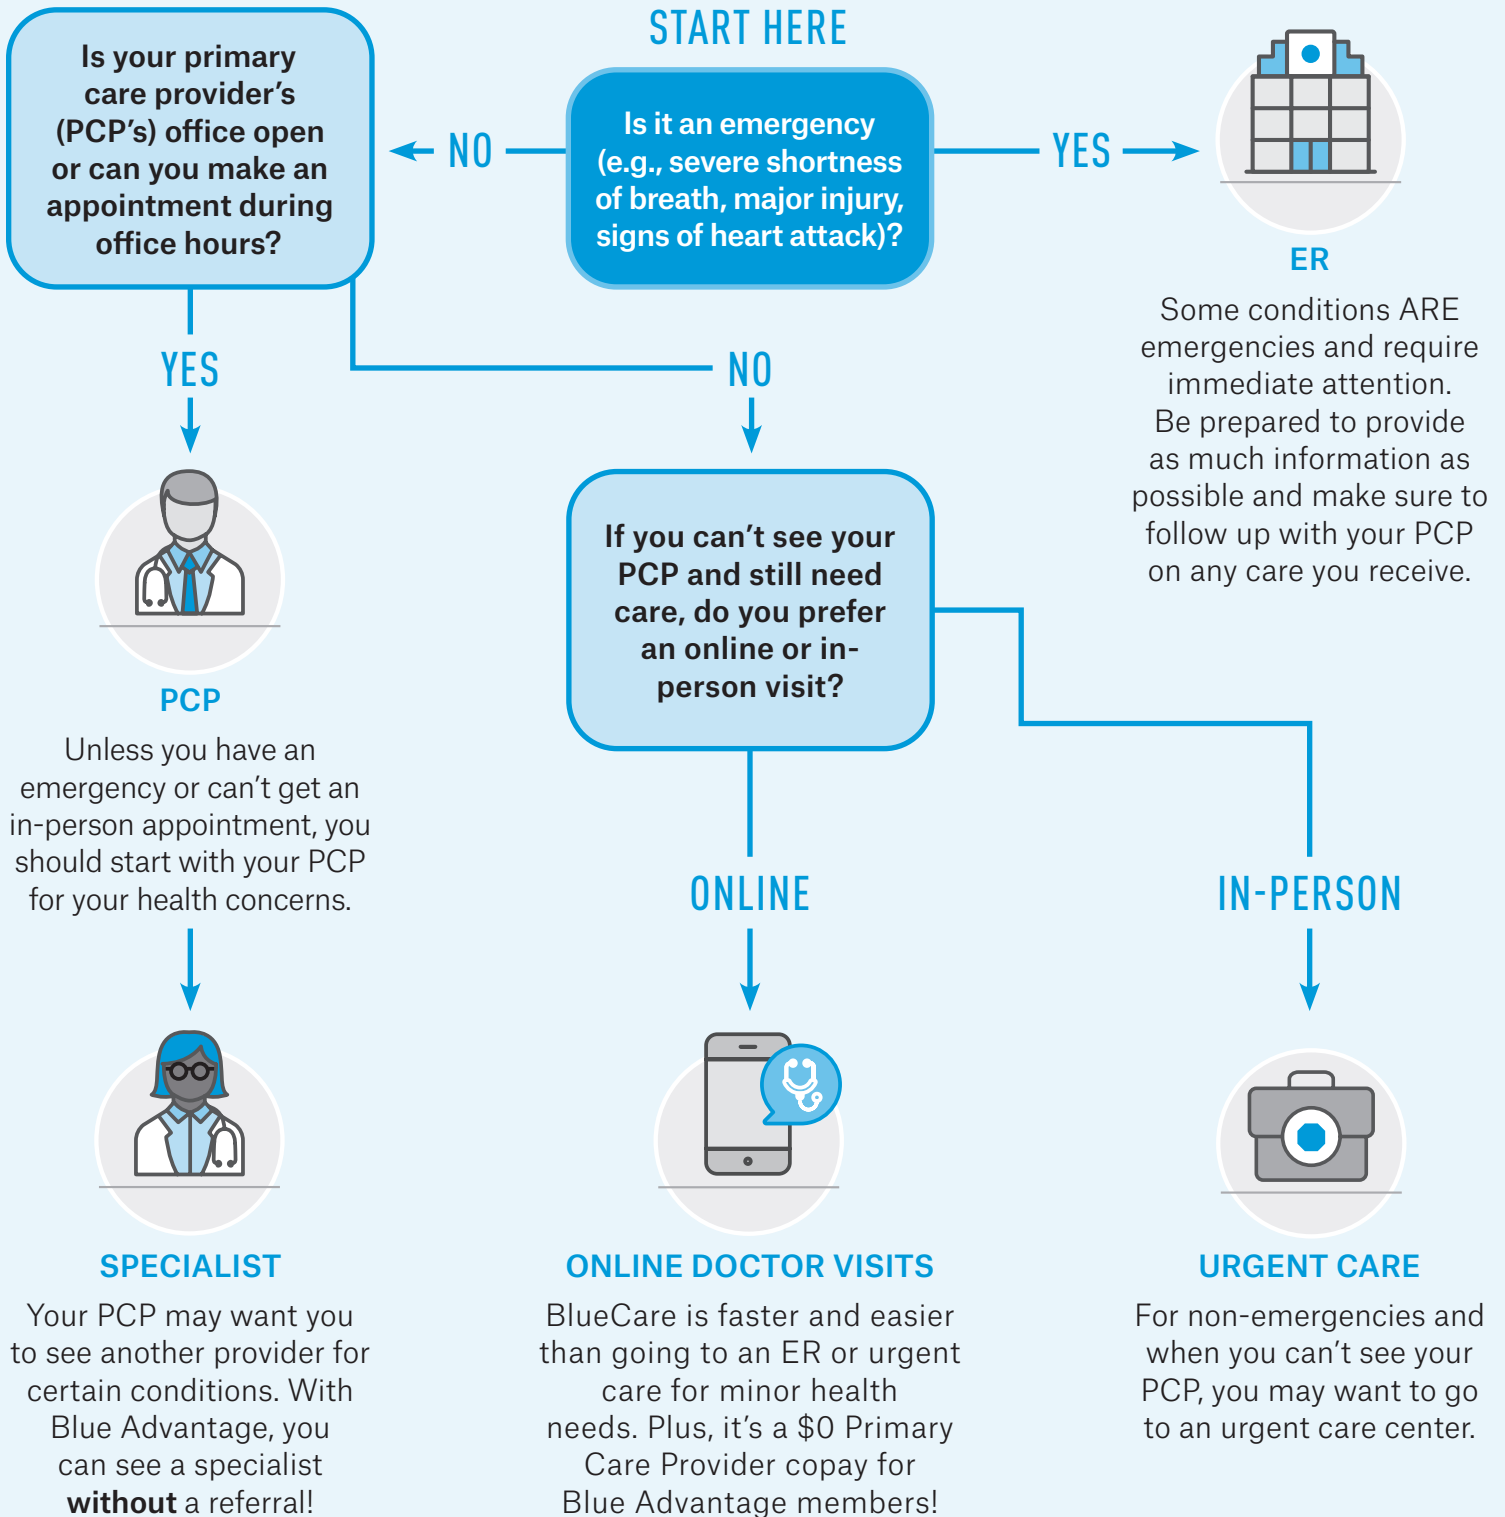 START HERE
Is it an emergency
(e.g., severe shortness
of breath, major injury,
signs of heart attack)?
YES
ER
Some conditions ARE
emergencies and require
immediate attention.
Be prepared to provide
as much information as
possible and make sure to
follow up with your PCP
on any care you receive.
NO
Is your primary
care provider’s
(PCP’s) office open
or can you make an
appointment during
office hours?
YES
PCP
Unless you have an
emergency or can’t get an
in-person appointment, you
should start with your PCP
for your health concerns.
SPECIALIST
Your PCP may want you
to see another provider for
certain conditions. With
Blue Advantage, you
can see a specialist
without a referral!
NO
If you can’t see your
PCP and still need
care, do you prefer
an online or in-
person visit?
ONLINE
ONLINE DOCTOR VISITS
BlueCare is faster and easier
than going to an ER or urgent
care for minor health
needs. Plus, it’s a $0 Primary
Care Provider copay for
Blue Advantage members!
IN-PERSON
URGENT CARE
For non-emergencies and
when you can’t see your
PCP, you may want to go
to an urgent care center.